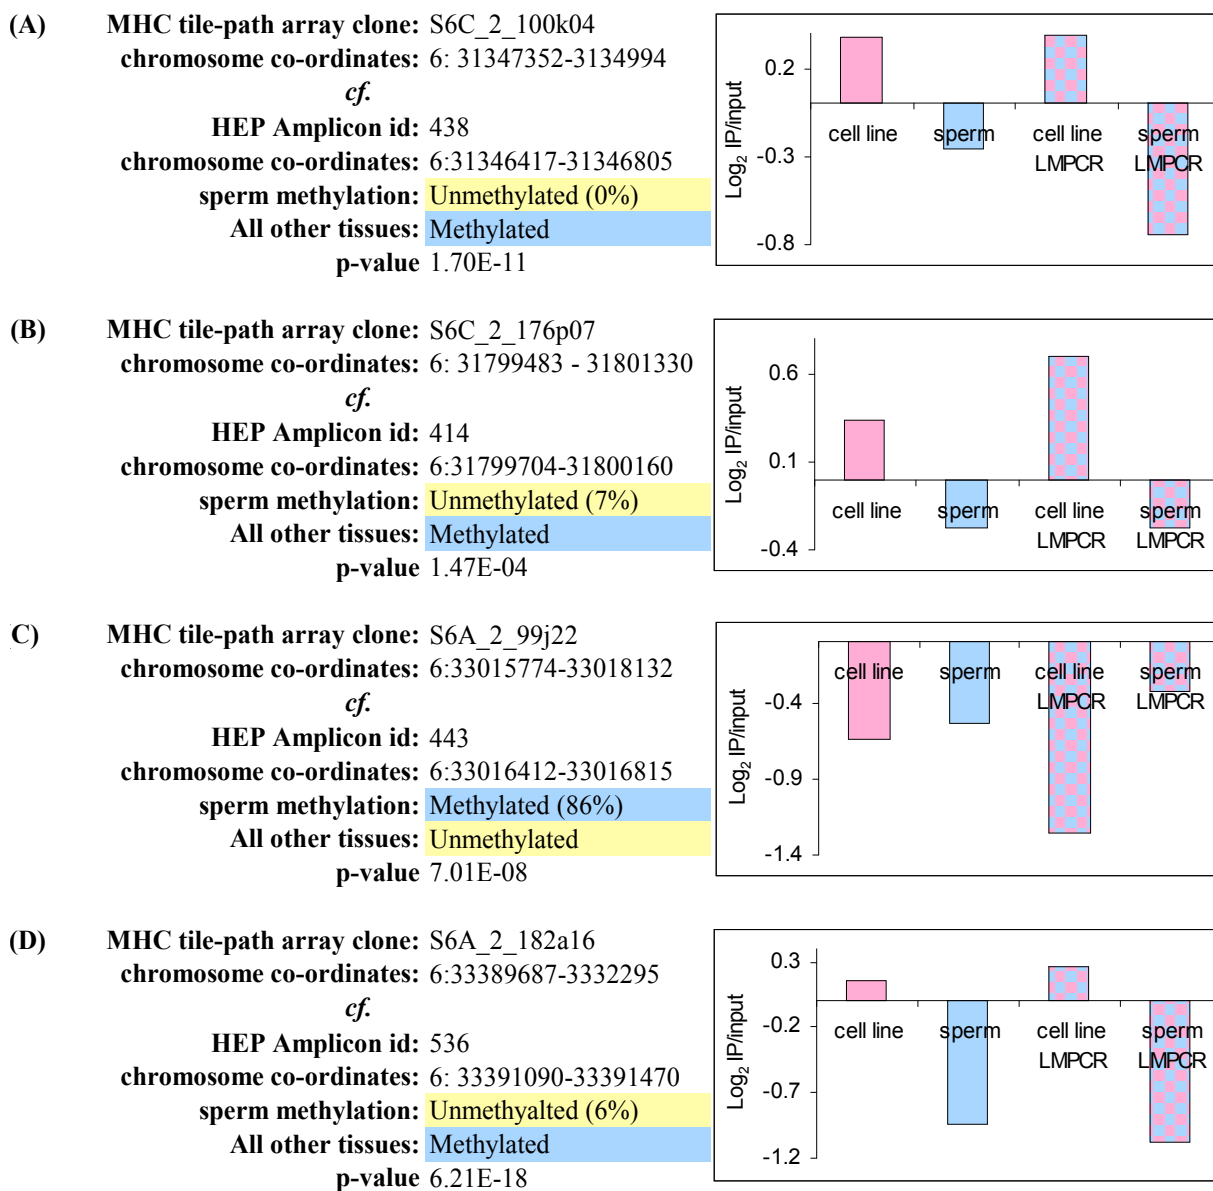 (A) MHC tile-path array clone: S6C_2_100k04
chromosome co-ordinates: 6: 31347352-3134994
cf.
HEP Amplicon id: 438
chromosome co-ordinates: 6:31346417-31346805
sperm methylation: Unmethylated (0%)
All other tissues: Methylated
p-value 1.70E-11
Log2 IP/input
0.2
-0.3
-0.8
cell line
sperm
cell line LMPCR
sperm LMPCR
(B) MHC tile-path array clone: S6C_2_176p07
chromosome co-ordinates: 6: 31799483 - 31801330
cf.
HEP Amplicon id: 414
chromosome co-ordinates: 6:31799704-31800160
sperm methylation: Unmethylated (7%)
All other tissues: Methylated
p-value 1.47E-04
Log2 IP/input
0.6
0.1
-0.4
cell line
sperm
cell line LMPCR
sperm LMPCR
C) MHC tile-path array clone: S6A_2_99j22
chromosome co-ordinates: 6:33015774-33018132
cf.
HEP Amplicon id: 443
chromosome co-ordinates: 6:33016412-33016815
sperm methylation: Methylated (86%)
All other tissues: Unmethylated
p-value 7.01E-08
Log2 IP/input
-0.4
-0.9
-1.4
cell line
sperm
cell line LMPCR
sperm LMPCR
(D) MHC tile-path array clone: S6A_2_182a16
chromosome co-ordinates: 6:33389687-3332295
cf.
HEP Amplicon id: 536
chromosome co-ordinates: 6: 33391090-33391470
sperm methylation: Unmethyalted (6%)
All other tissues: Methylated
p-value 6.21E-18
Log2 IP/input
0.3
-0.2
-0.7
-1.2
cell line
sperm
cell line LMPCR
sperm LMPCR